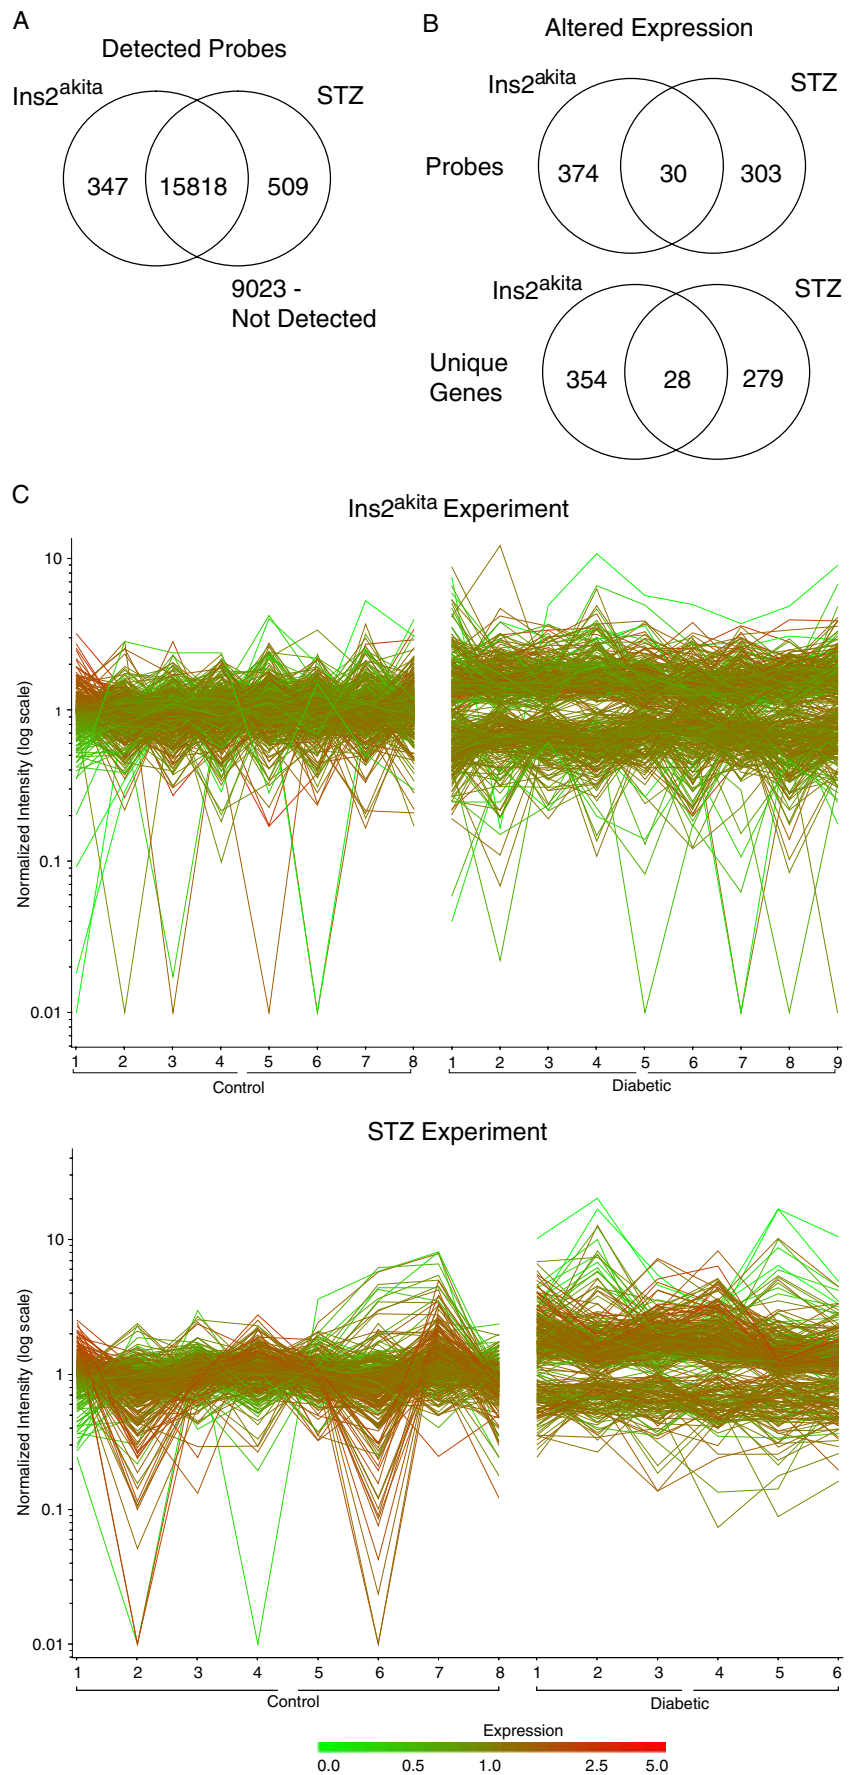 A
Detected Probes
Ins2akita
STZ
347
15818
509
9023 -
Not Detected
B
Altered Expression
Ins2akita
STZ
Probes
374
30
303
Ins2akita
STZ
Unique
Genes
354
28
279
C
Ins2akita Experiment
Normalized Intensity (log scale)
10
1
0.1
0.01
1 2 3 4 5 6 7 8
1 2 3 4 5 6 7 8 9
Control
Diabetic
STZ Experiment
Normalized Intensity (log scale)
10
1
0.1
0.01
1 2 3 4 5 6 7 8
1 2 3 4 5 6
Control
Diabetic
Expression
0.0 0.5 1.0 2.5 5.0